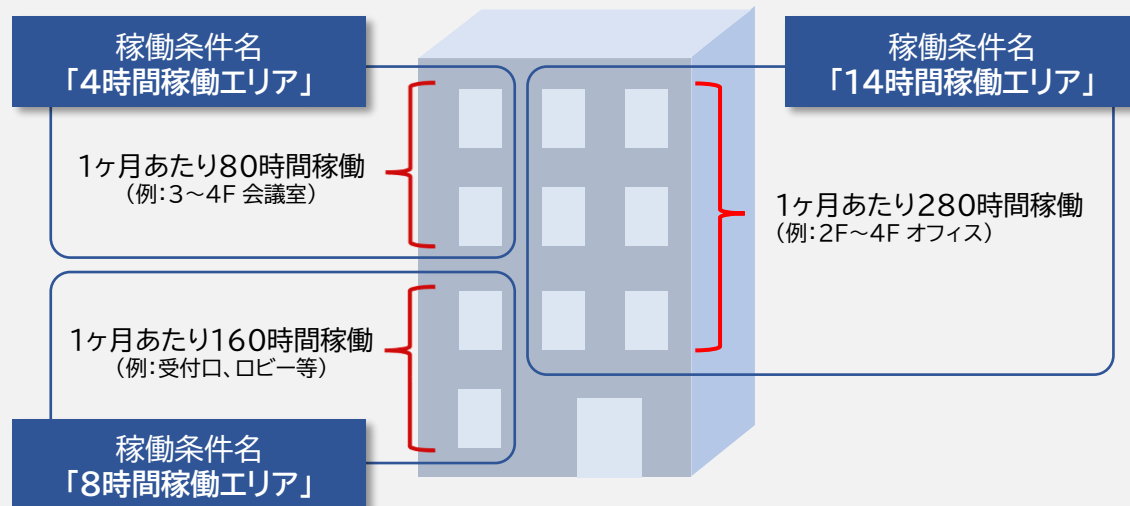 稼働条件名
「4時間稼働エリア」
1ヶ月あたり80時間稼働
（例：3～4F 会議室）
1ヶ月あたり160時間稼働
（例：受付口、ロビー等）
稼働条件名
「8時間稼働エリア」
稼働条件名
「14時間稼働エリア」
1ヶ月あたり280時間稼働
（例：2F～4F オフィス）